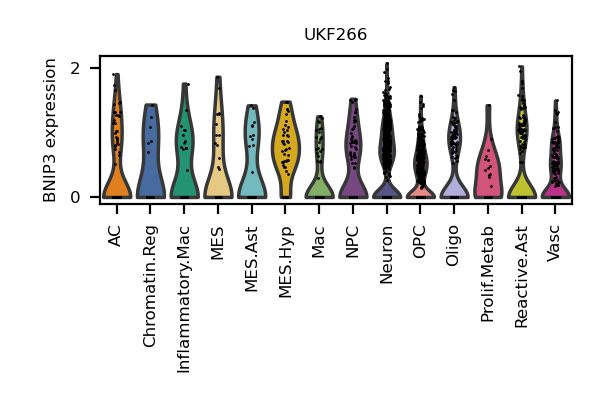 UKF266
BNIP3 expression
2
0
AC
Chromatin.Reg
Inflammatory.Mac
MES
MES.Ast
MES.Hyp
Mac
NPC
Neuron
OPC
Oligo
Prolif.Metab
Reactive.Ast
Vasc